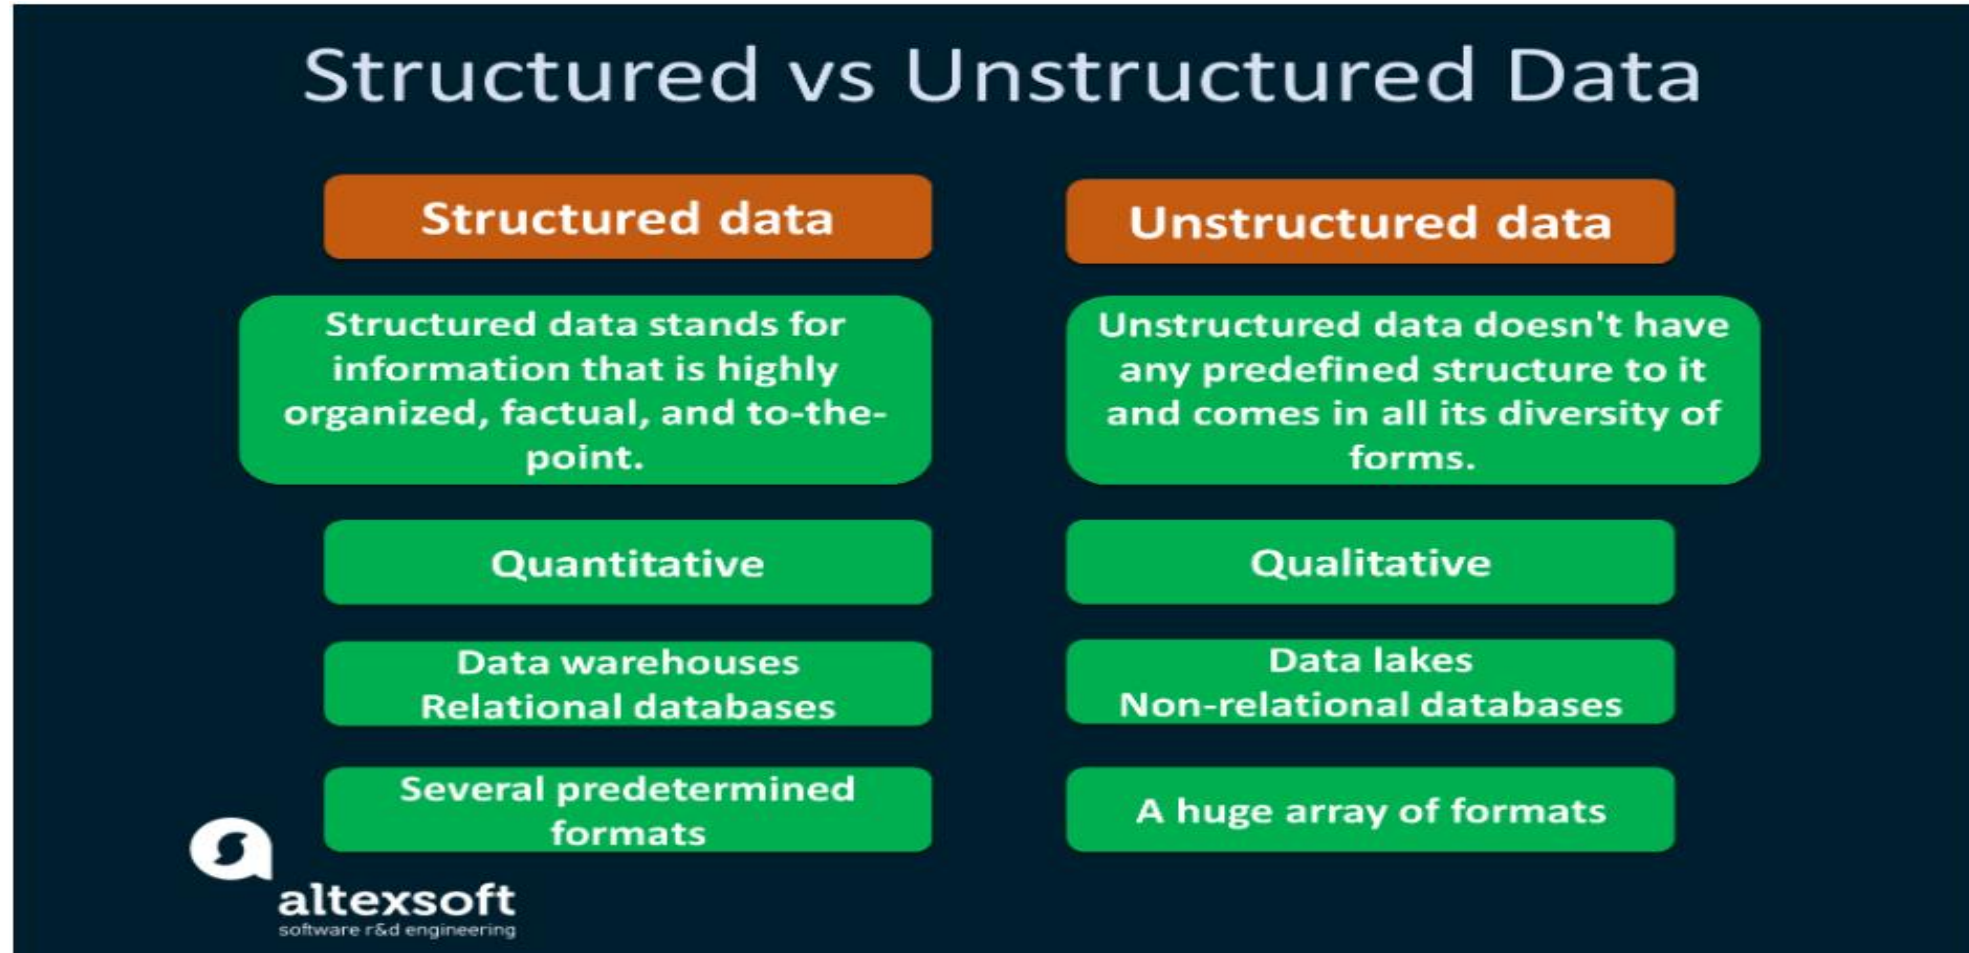 Structured vs Unstructured Data
Structured data
Structured data stands for
information that is highly
organized, factual, and to-the-
point.
Quantitative
Data warehouses
Relational databases
Several predetermined
formats
Unstructured data
Unstructured data doesn't have
any predefined structure to it
and comes in all its diversity of
forms.
Qualitative
Data lakes
Non-relational databases
A huge array of formats
altexsoft
software r&d engineering